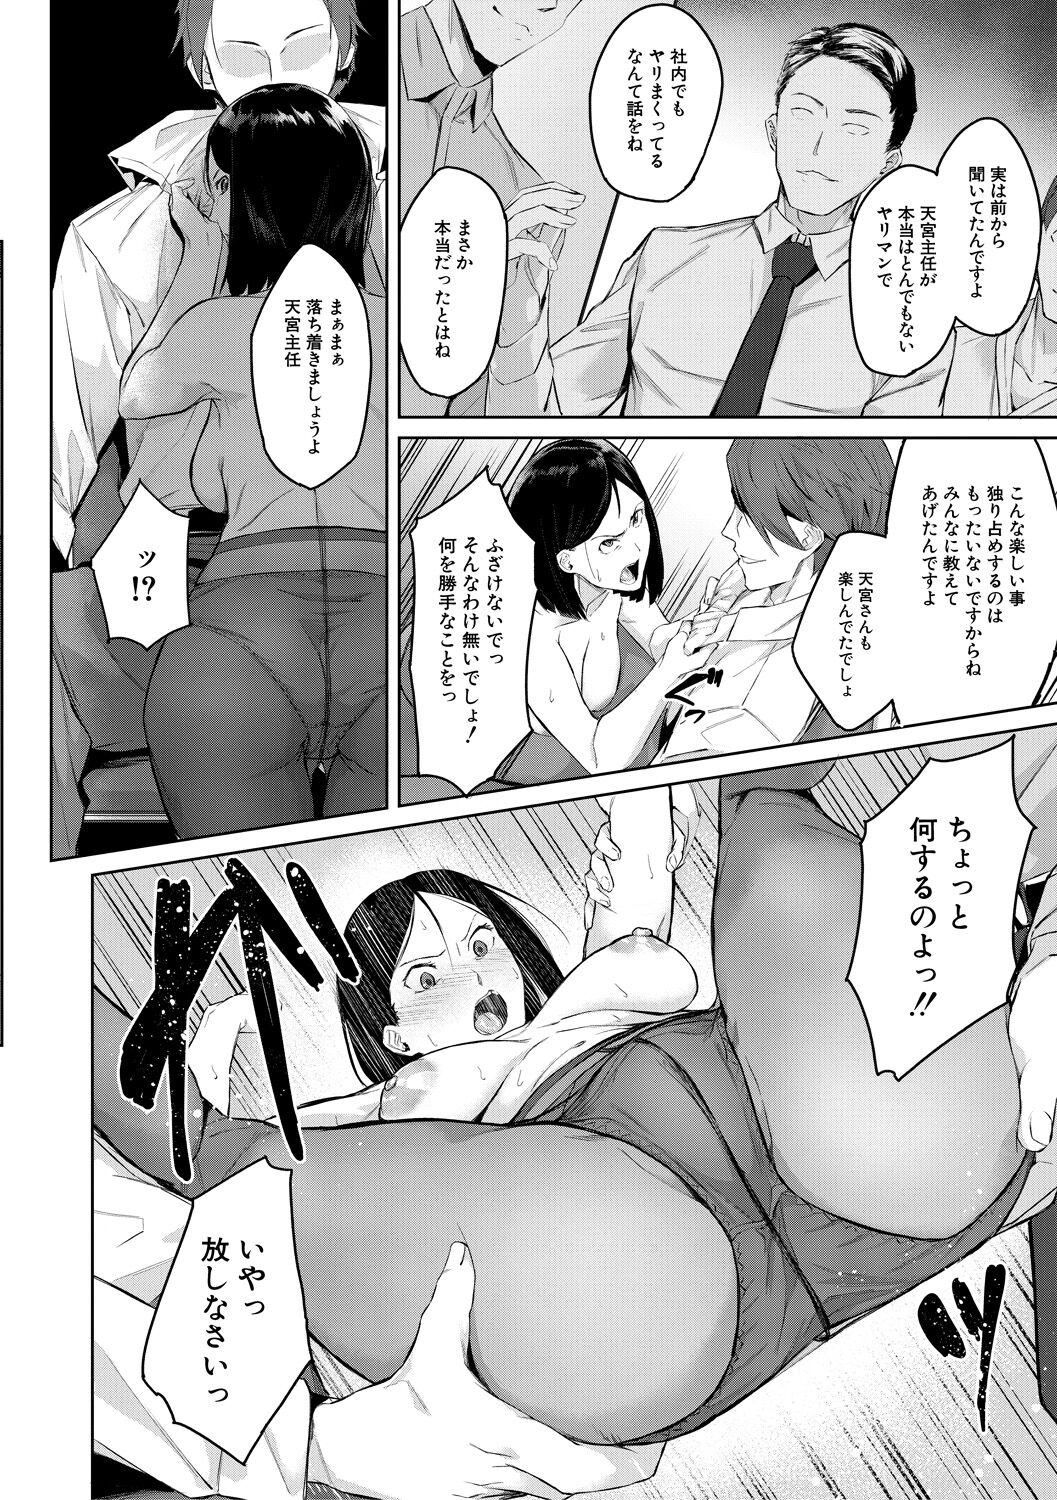 実は前から
聞いてたんですよ
天宮主任が
本当はとんでもない
ヤリマンで
社内でも
ヤリまくってる
なんて話をね
まさか
本当だったとはね
こんな楽しい事
独り占めするのは
もったいないですからね
みんなに教えて
あげたんですよ
天宮さんも
楽しんでたでしょ
ふざけないでっ
そんなわけ無いでしょ!
何を勝手なことをっ
まぁまぁ
落ち着きましょうよ
天宮主任
ッ!?
ちょっと
何するのよっ!!
いやっ
放しなさいっ